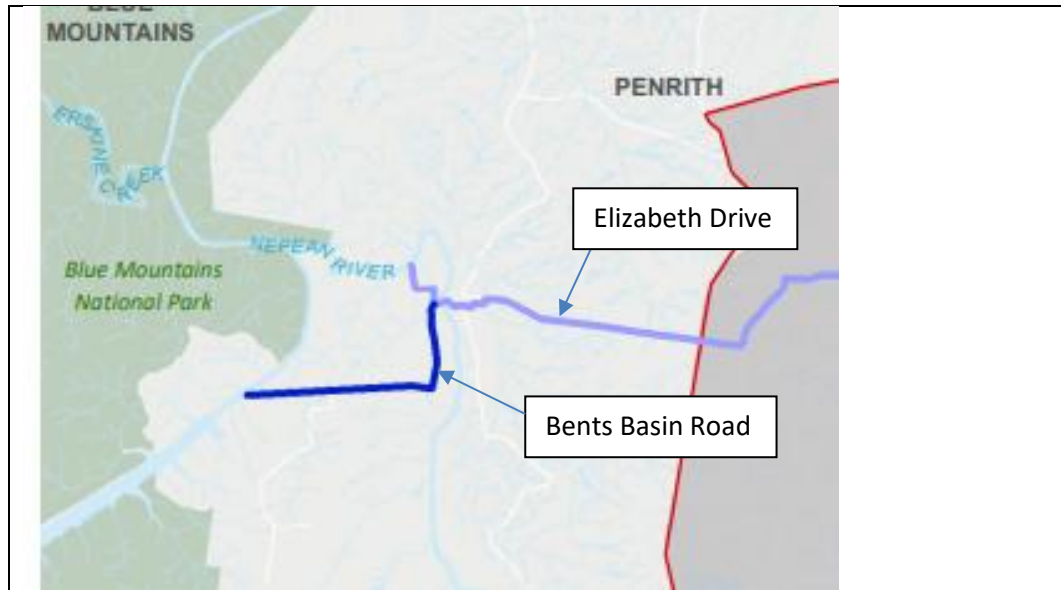 BLUE
MOUNTAINS
PENRITH
ERSKINE
CREEK
Elizabeth Drive
NEPEAN
RIVER
Blue Mountains
National Park
Bents Basin Road